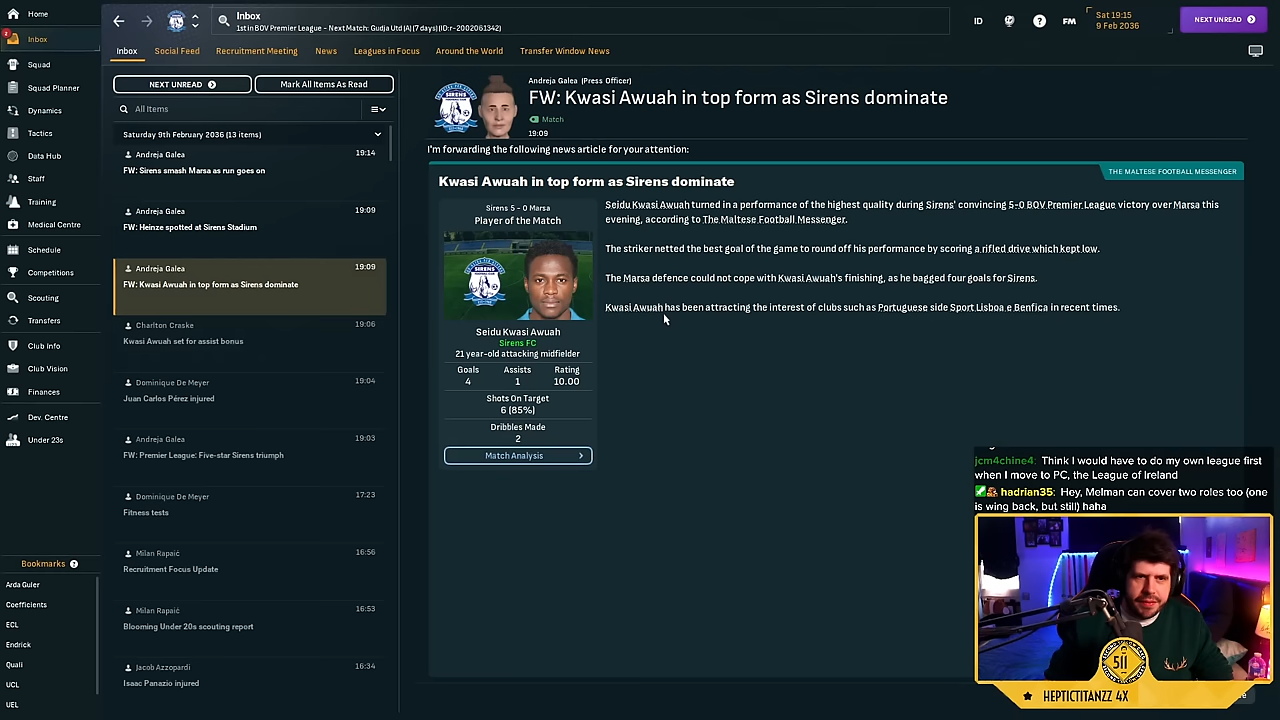 Home
2
Inbox
Squad
Squad Planner
Dynamics
Tactics
Data Hub
Staff
Training
Medical Centre
Schedule
Competitions
Scouting
Transfers
Club Info
Club Vision
Finances
Dev. Centre
Under 23s
Bookmarks ?
Arda Guler
Coefficients
ECL
Endrick
Quali
UCL
UEL
Inbox
1st in BOV Premier League - Next Match: Gudja Utd (A) (7 days) (ID:r-2002061342)
ID
?
FM
Sat 19:15
9 Feb 2036
NEXT UNREAD
Inbox
Social Feed
Recruitment Meeting
News
Leagues in Focus
Around the World
Transfer Window News
NEXT UNREAD
Mark All Items As Read
All Items
Saturday 9th February 2036 (13 items)
Andreja Galea 19:14
FW: Sirens smash Marsa as run goes on
Andreja Galea 19:09
FW: Heinze spotted at Sirens Stadium
Andreja Galea 19:09
FW: Kwasi Awuah in top form as Sirens dominate
Charlton Craske 19:06
Kwasi Awuah set for assist bonus
Dominique De Meyer 19:04
Juan Carlos Pérez injured
Andreja Galea 19:03
FW: Premier League: Five-star Sirens triumph
Dominique De Meyer 17:23
Fitness tests
Milan Rapaić 16:56
Recruitment Focus Update
Milan Rapaić 16:53
Blooming Under 20s scouting report
Jacob Azzopardi 16:34
Isaac Panazio injured
Andreja Galea (Press Officer)
FW: Kwasi Awuah in top form as Sirens dominate
Match
19:09
I'm forwarding the following news article for your attention:
THE MALTESE FOOTBALL MESSENGER
Kwasi Awuah in top form as Sirens dominate
Sirens 5 - 0 Marsa
Player of the Match
SIRENS
Seidu Kwasi Awuah
Sirens FC
21 year-old attacking midfielder
Goals Assists Rating
4 1 10.00
Shots On Target
6 (85%)
Dribbles Made
2
Match Analysis
Seidu Kwasi Awuah turned in a performance of the highest quality during Sirens' convincing 5-0 BOV Premier League victory over Marsa this
evening, according to The Maltese Football Messenger.
The striker netted the best goal of the game to round off his performance by scoring a rifled drive which kept low.
The Marsa defence could not cope with Kwasi Awuah's finishing, as he bagged four goals for Sirens.
Kwasi Awuah has been attracting the interest of clubs such as Portuguese side Sport Lisboa e Benfica in recent times.
jcm4chine4: Think I would have to do my own league first
when I move to PC, the League of Ireland
hadrian35: Hey, Melman can cover two roles too (one
is wing back, but still) haha
511
HEPTICTITANZZ 4X